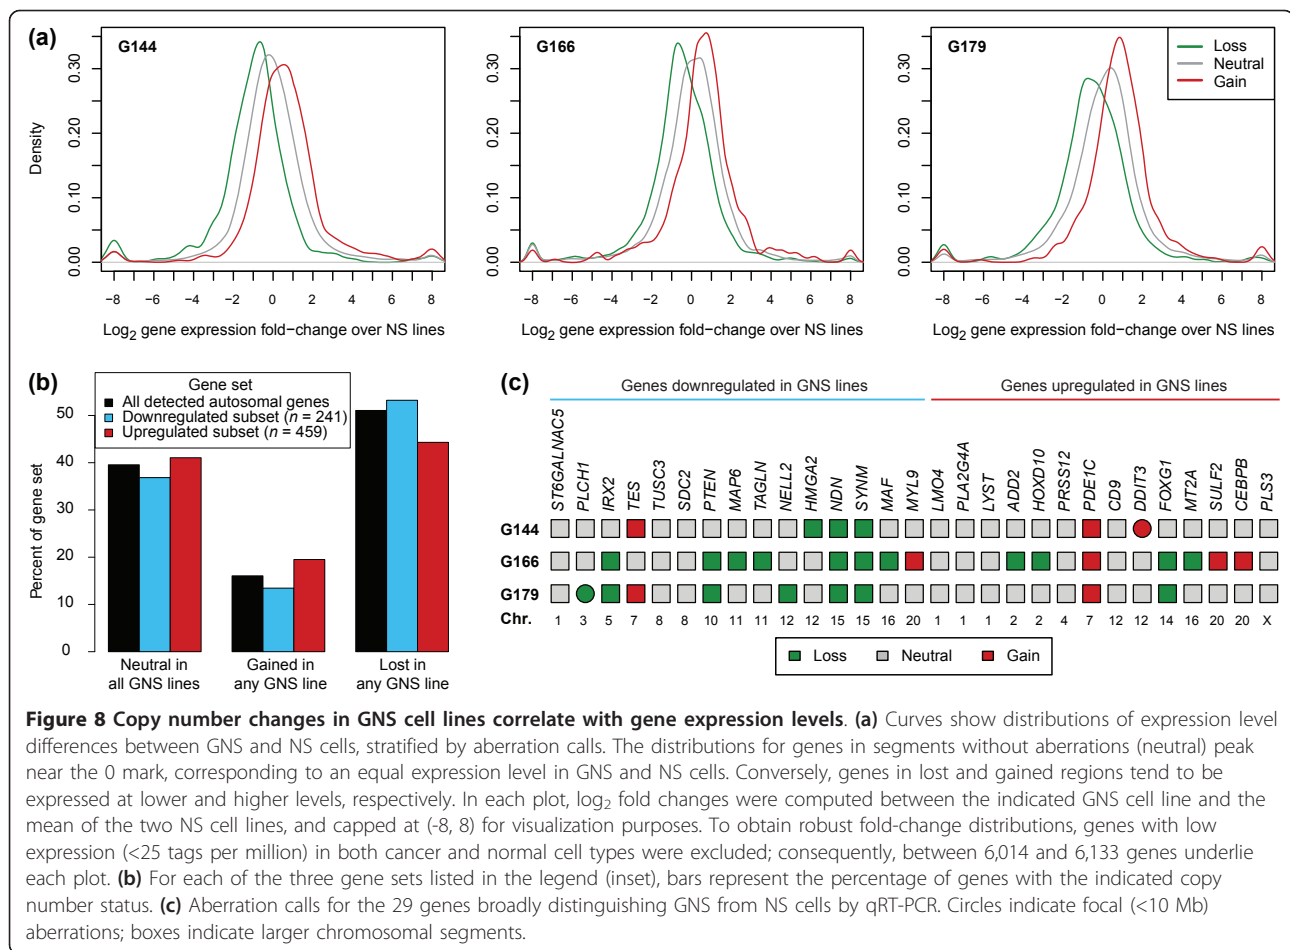 (a)
G144
G166
G179
Loss
Neutral
Gain
Density
0.00 0.10 0.20 0.30
0.00 0.10 0.20 0.30
0.00 0.10 0.20 0.30
−8 −6 −4 −2 0 2 4 6 8
−8 −6 −4 −2 0 2 4 6 8
−8 −6 −4 −2 0 2 4 6 8
Log2 gene expression fold−change over NS lines
Log2 gene expression fold−change over NS lines
Log2 gene expression fold−change over NS lines
(b)
Gene set
All detected autosomal genes
Downregulated subset (n = 241)
Upregulated subset (n = 459)
Percent of gene set
50
40
30
20
10
0
Neutral in all GNS lines
Gained in any GNS line
Lost in any GNS line
(c)
Genes downregulated in GNS lines
Genes upregulated in GNS lines
ST6GALNAC5 PLCH1 IRX2 TES TUSC3 SDC2 PTEN MAP6 TAGLN NELL2 HMGA2 NDN SYNM MAF MYL9 LMO4 PLA2G4A LYST ADD2 HOXD10 PRSS12 PDE1C CD9 DDIT3 FOXG1 MT2A SULF2 CEBPB PLS3
G144
G166
G179
Chr. 1 3 5 7 8 8 10 11 11 12 12 15 15 16 20 1 1 1 2 2 4 7 12 12 14 16 20 20 X
Loss Neutral Gain
Figure 8 Copy number changes in GNS cell lines correlate with gene expression levels. (a) Curves show distributions of expression level
differences between GNS and NS cells, stratified by aberration calls. The distributions for genes in segments without aberrations (neutral) peak
near the 0 mark, corresponding to an equal expression level in GNS and NS cells. Conversely, genes in lost and gained regions tend to be
expressed at lower and higher levels, respectively. In each plot, log2 fold changes were computed between the indicated GNS cell line and the
mean of the two NS cell lines, and capped at (-8, 8) for visualization purposes. To obtain robust fold-change distributions, genes with low
expression (<25 tags per million) in both cancer and normal cell types were excluded; consequently, between 6,014 and 6,133 genes underlie
each plot. (b) For each of the three gene sets listed in the legend (inset), bars represent the percentage of genes with the indicated copy
number status. (c) Aberration calls for the 29 genes broadly distinguishing GNS from NS cells by qRT-PCR. Circles indicate focal (<10 Mb)
aberrations; boxes indicate larger chromosomal segments.